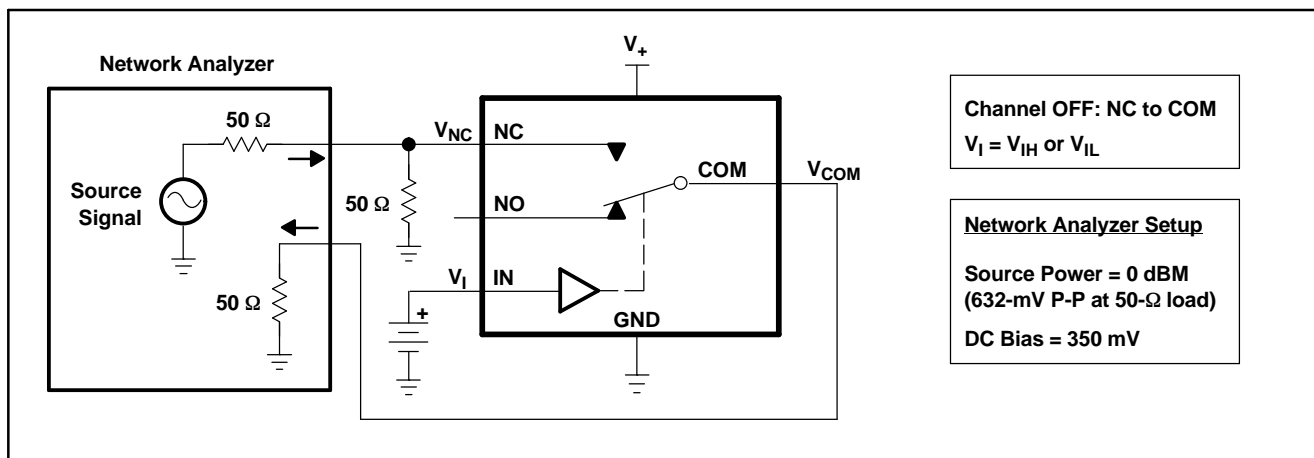 Network Analyzer
50 Ω
Source
Signal
50 Ω
50 Ω
V+
VNC NC
NO
COM
VCOM
VI IN
+
GND
Channel OFF: NC to COM
VI = VIH or VIL
Network Analyzer Setup
Source Power = 0 dBM
(632-mV P-P at 50-Ω load)
DC Bias = 350 mV